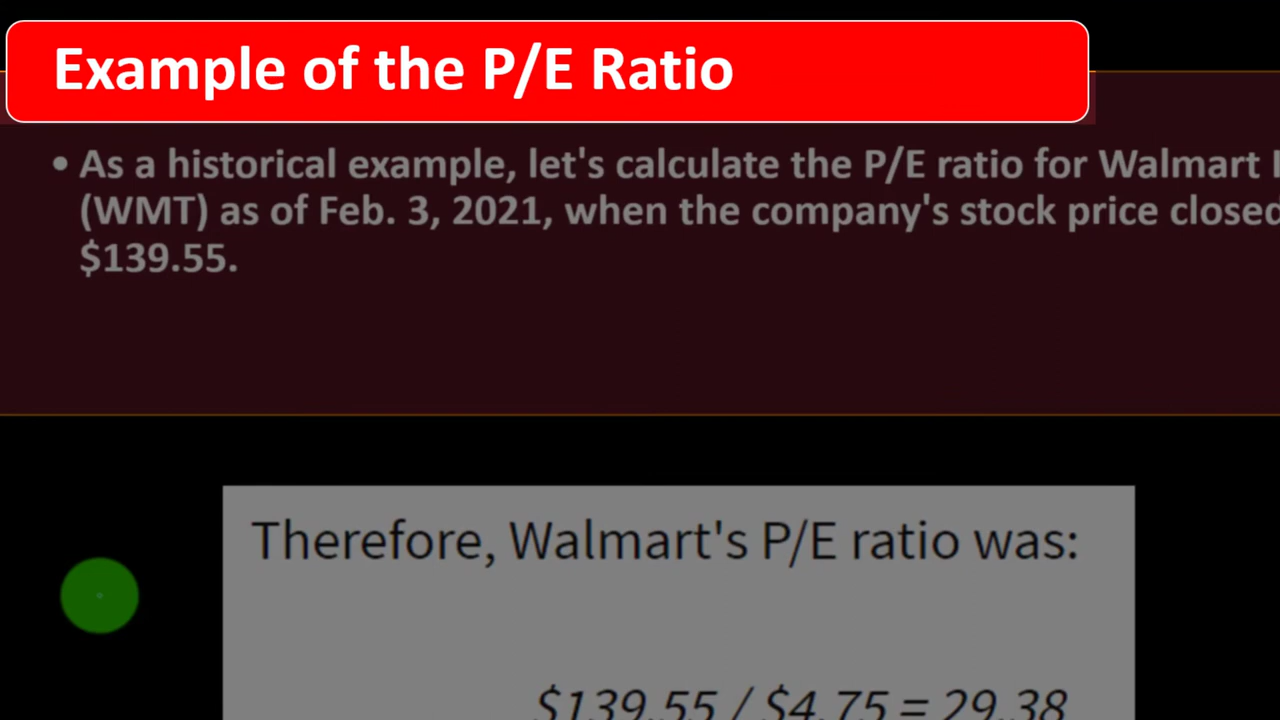 Example of the P/E Ratio
• As a historical example, let's calculate the P/E ratio for Walmart
(WMT) as of Feb. 3, 2021, when the company's stock price closed
$139.55.
Therefore, Walmart's P/E ratio was:
$139.55 / $4.75 = 29.38